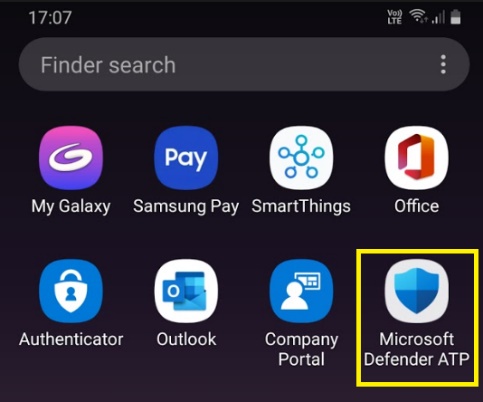 17:07
Vo))
LTE
Finder search
Pay
My Galaxy Samsung Pay SmartThings Office
Authenticator Outlook Company Portal Microsoft Defender ATP